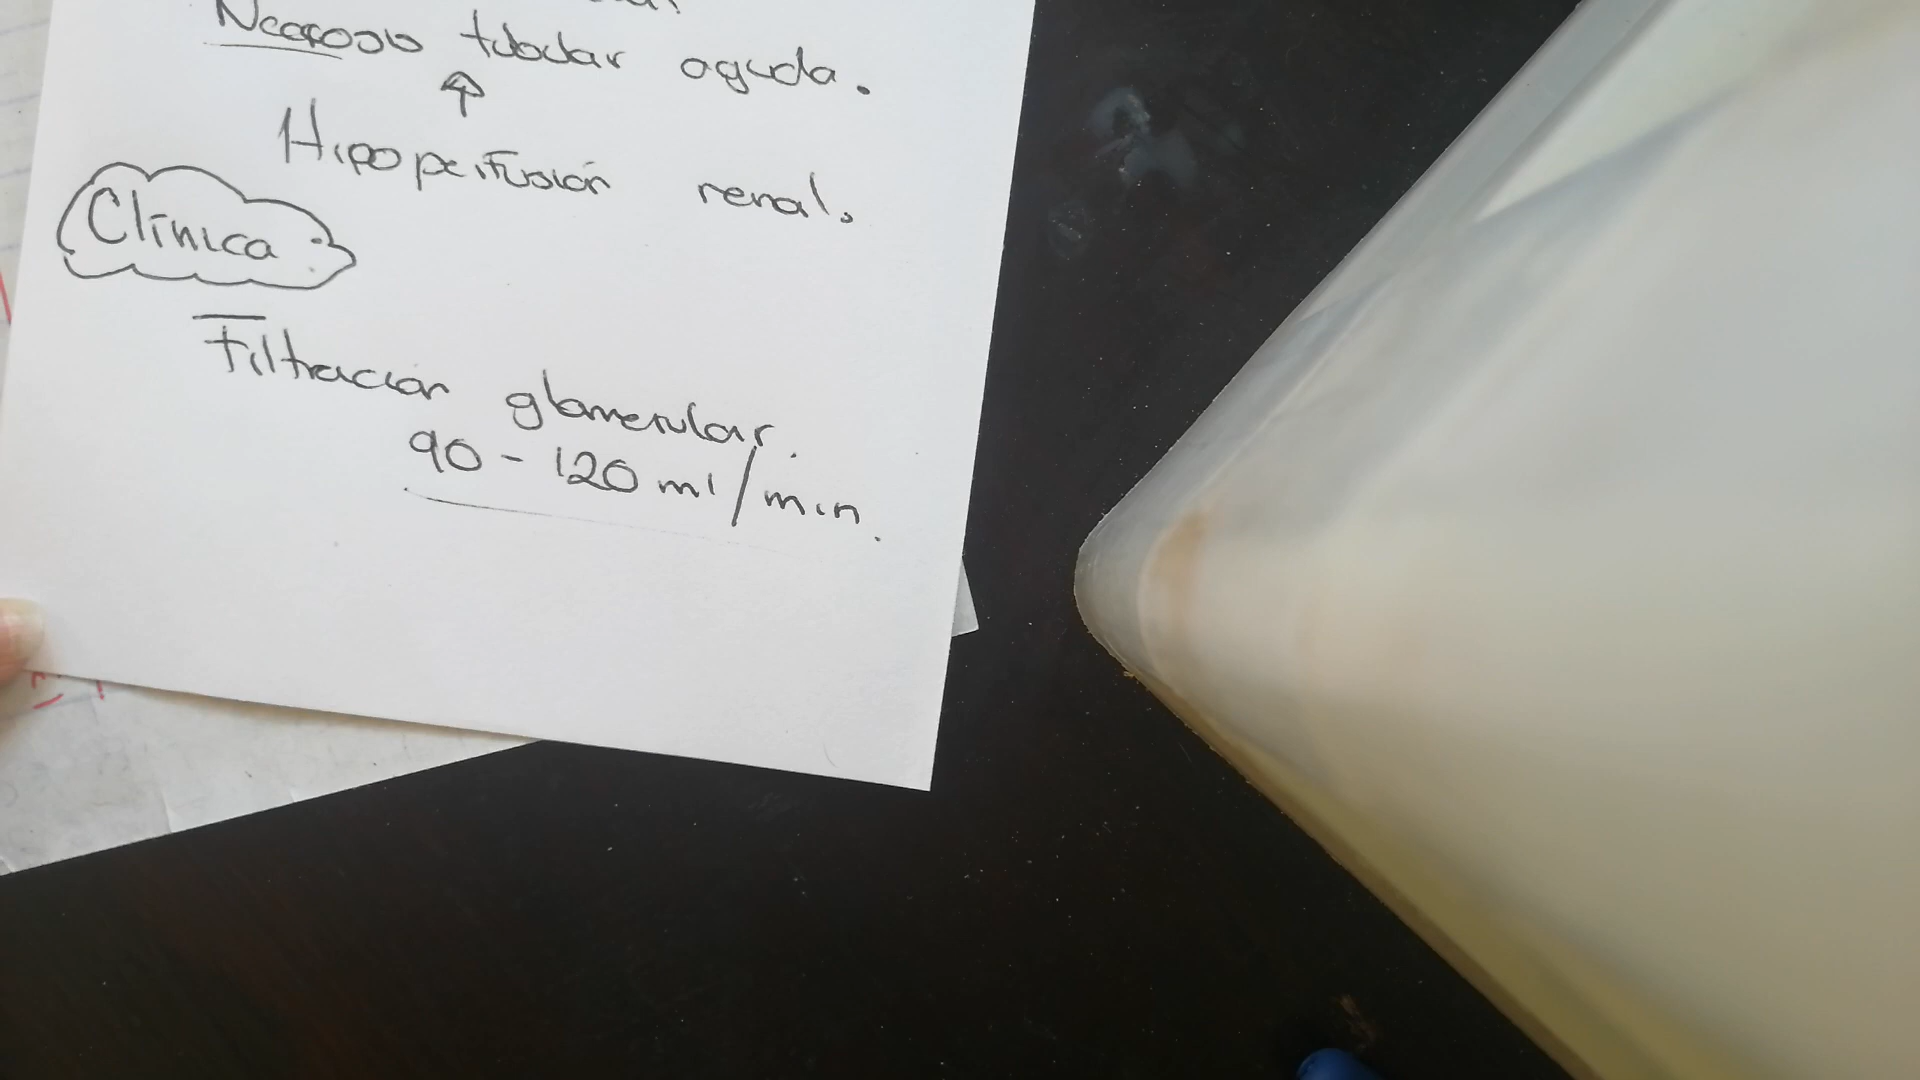 Necrosis tubular aguda.
↑
Hipoperfusión renal.
Clínica
Filtración glomerular.
90 - 120 ml/min.